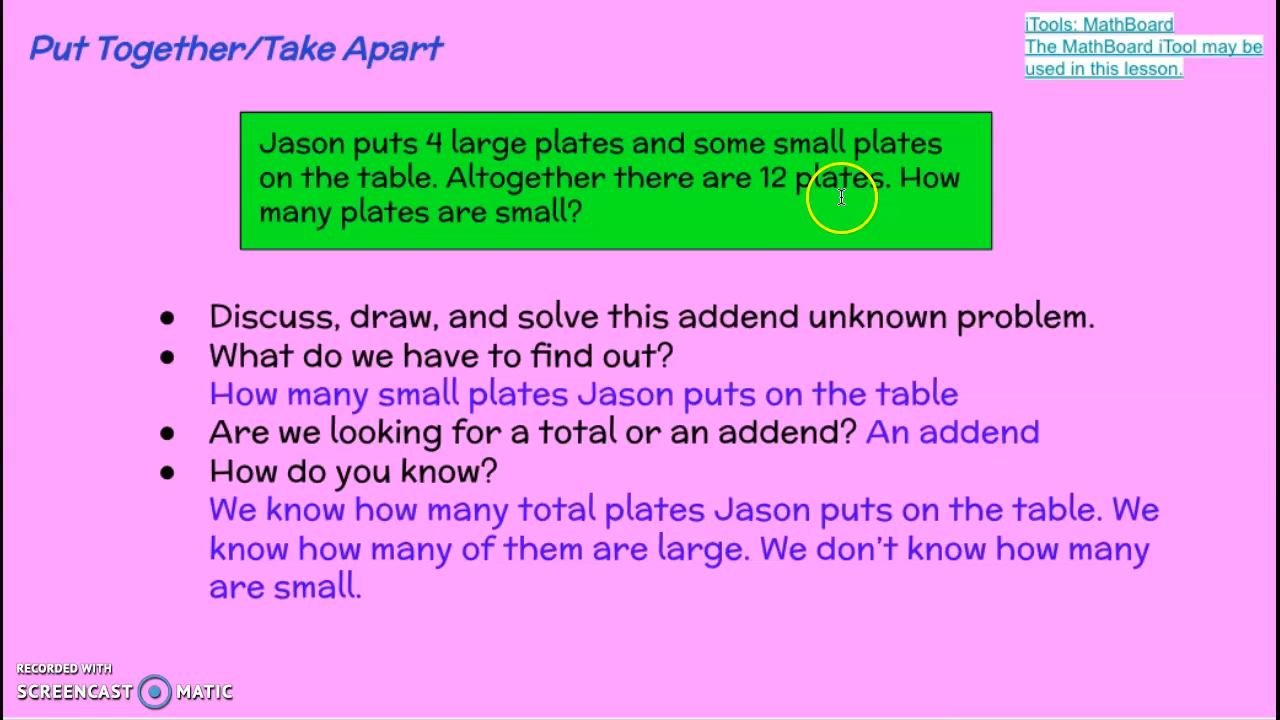 Put Together/Take Apart
iTools: MathBoard
The MathBoard iTool may be
used in this lesson.
Jason puts 4 large plates and some small plates
on the table. Altogether there are 12 plates. How
many plates are small?
● Discuss, draw, and solve this addend unknown problem.
● What do we have to find out?
How many small plates Jason puts on the table
● Are we looking for a total or an addend? An addend
● How do you know?
We know how many total plates Jason puts on the table. We
know how many of them are large. We don't know how many
are small.
RECORDED WITH
SCREENCAST MATIC